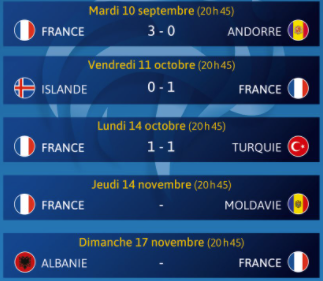 Mardi 10 septembre (20h45)
FRANCE 3 - 0 ANDORRE
Vendredi 11 octobre (20h45)
ISLANDE 0 - 1 FRANCE
Lundi 14 octobre (20h45)
FRANCE 1 - 1 TURQUIE
Jeudi 14 novembre (20h45)
FRANCE - MOLDAVIE
Dimanche 17 novembre (20h45)
ALBANIE - FRANCE